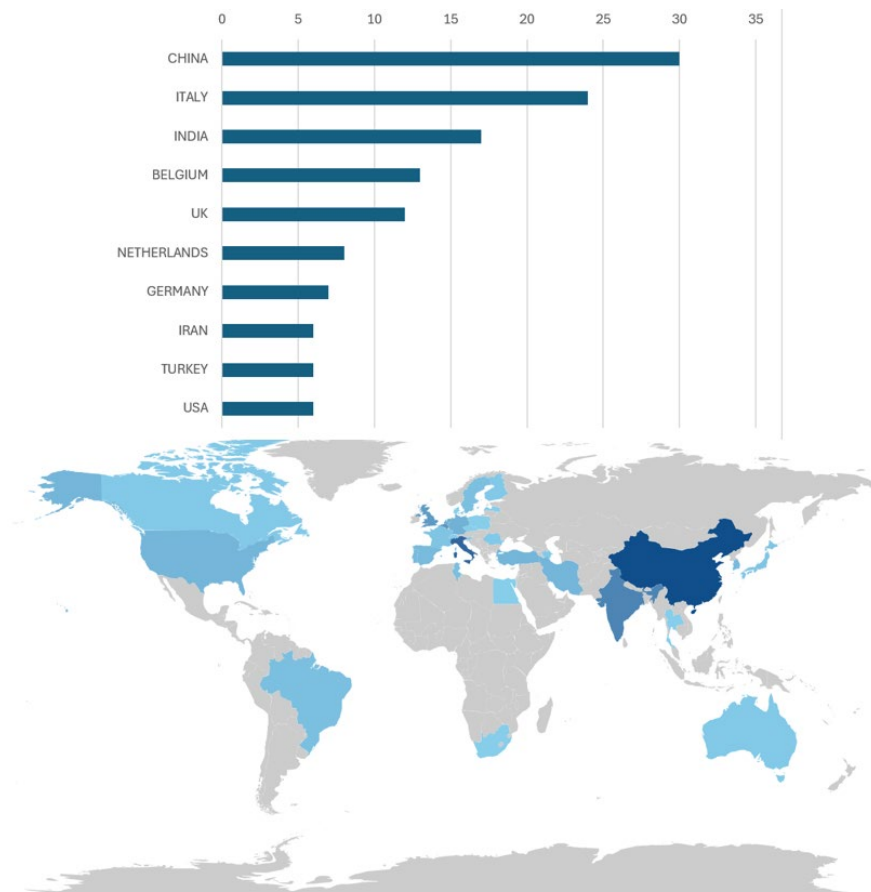 0 5 10 15 20 25 30 35
CHINA
ITALY
INDIA
BELGIUM
UK
NETHERLANDS
GERMANY
IRAN
TURKEY
USA